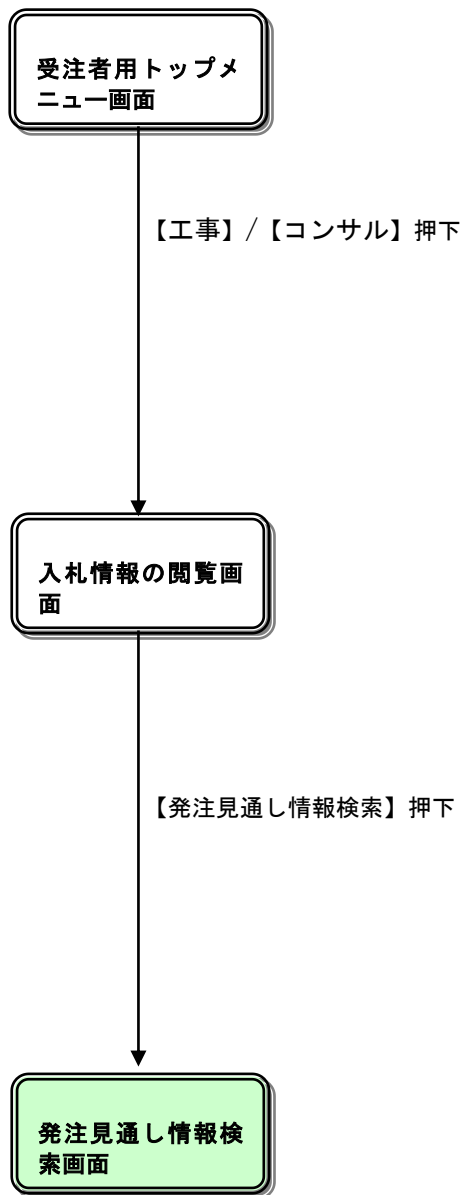 受注者用トップメ
ニュー画面
【工事】/【コンサル】押下
入札情報の閲覧画
面
【発注見通し情報検索】押下
発注見通し情報検
索画面